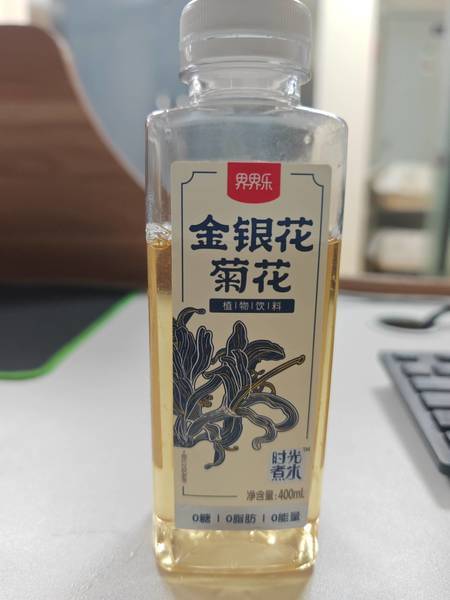 界界乐
金银花
菊花
植物饮料
时光
煮水
TM
净含量:400mL
0糖 | 0脂肪 | 0能量